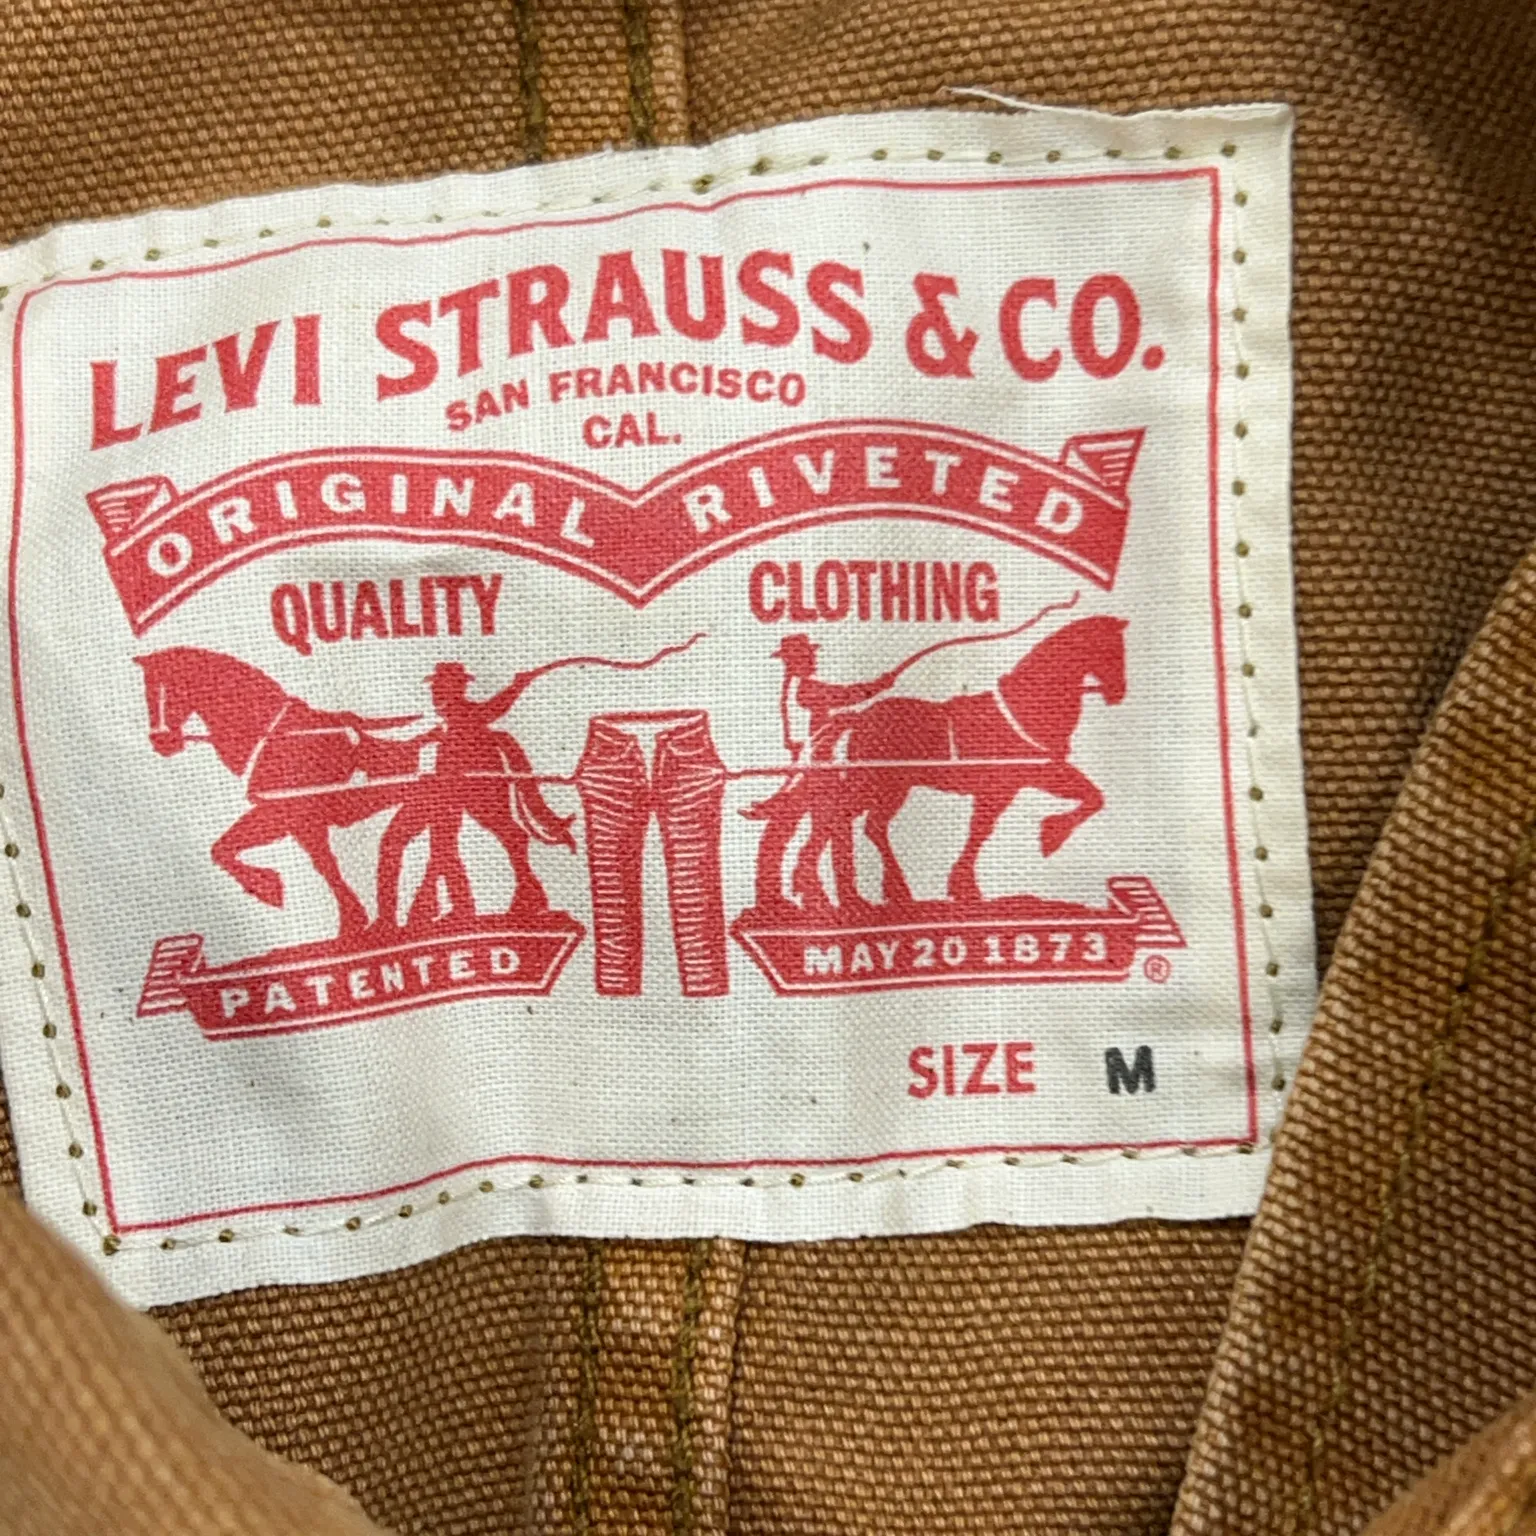 LEVI STRAUSS & CO.
SAN FRANCISCO
CAL.
ORIGINAL RIVETED
QUALITY CLOTHING
PATENTED MAY 20 1873 ®
SIZE M